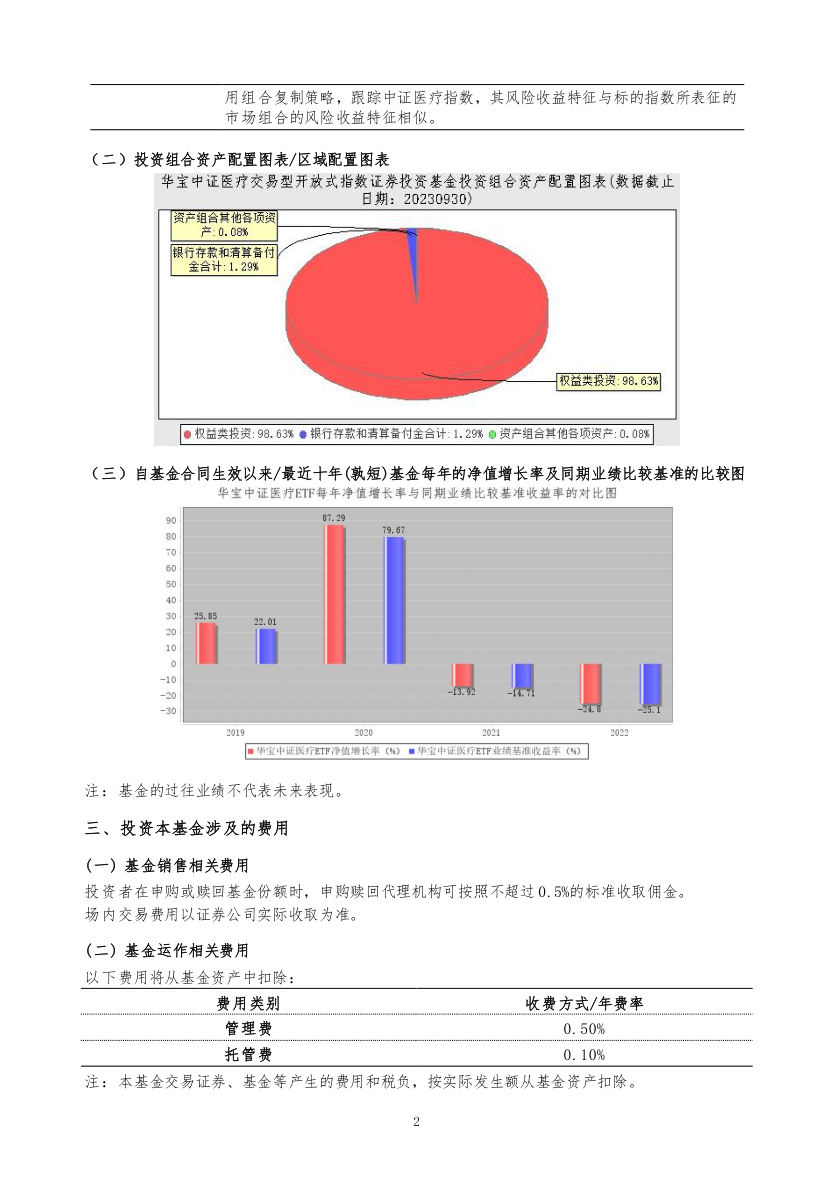 用组合复制策略，跟踪中证医疗指数，其风险收益特征与标的指数所表征的
市场组合的风险收益特征相似。
（二）投资组合资产配置图表/区域配置图表
华宝中证医疗交易型开放式指数证券投资基金投资组合资产配置图表(数据截止
日期：20230930)
资产组合其他各项资
产:0.08%
银行存款和清算备付
金合计:1.29%
权益类投资:98.63%
权益类投资:98.63% 银行存款和清算备付金合计:1.29% 资产组合其他各项资产:0.08%
（三）自基金合同生效以来/最近十年(孰短)基金每年的净值增长率及同期业绩比较基准的比较图
华宝中证医疗ETF每年净值增长率与同期业绩比较基准收益率的对比图
90
80
70
60
50
40
30
20
10
0
-10
-20
-30
25.85
22.01
87.29
79.67
-13.92
-14.71
-24.8
-25.1
2019 2020 2021 2022
华宝中证医疗ETF净值增长率（%） 华宝中证医疗ETF业绩基准收益率（%）
注：基金的过往业绩不代表未来表现。
三、投资本基金涉及的费用
(一) 基金销售相关费用
投资者在申购或赎回基金份额时，申购赎回代理机构可按照不超过 0.5%的标准收取佣金。
场内交易费用以证券公司实际收取为准。
(二) 基金运作相关费用
以下费用将从基金资产中扣除：
费用类别 收费方式/年费率
管理费 0.50%
托管费 0.10%
注：本基金交易证券、基金等产生的费用和税负，按实际发生额从基金资产扣除。
2